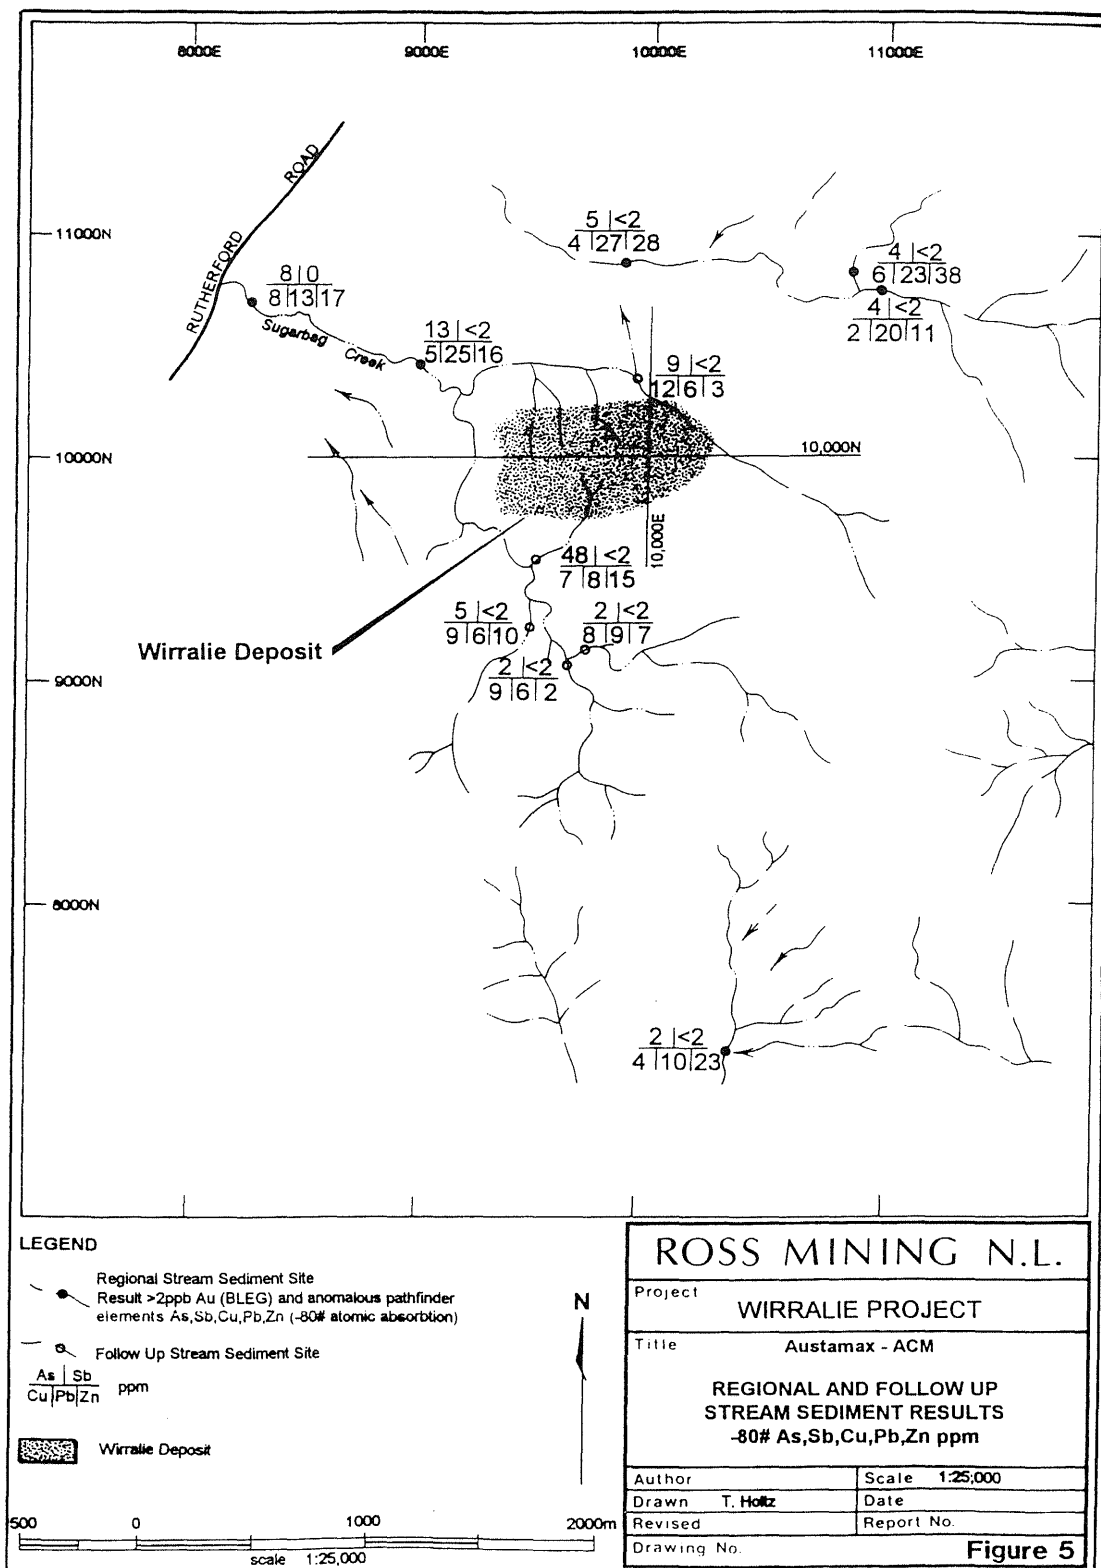 8000E 9000E 10000E 11000E
RUTHERFORD ROAD
11000N
5 | <2
4 | 27 | 28
4 | <2
6 | 23 | 38
4 | <2
2 | 20 | 11
8 | 0
8 | 13 | 17
Sugarbag Creek
13 | <2
5 | 25 | 16
9 | <2
12 | 6 | 3
10000N
10,000N
10,000E
48 | <2
7 | 8 | 15
5 | <2
9 | 6 | 10
2 | <2
8 | 9 | 7
Wirralie Deposit
2 | <2
9 | 6 | 2
9000N
8000N
2 | <2
4 | 10 | 23
LEGEND
Regional Stream Sediment Site
Result >2ppb Au (BLEG) and anomalous pathfinder
elements As,Sb,Cu,Pb,Zn (-80# atomic absorbtion)
Follow Up Stream Sediment Site
As | Sb
Cu | Pb | Zn ppm
Wirralie Deposit
N
500 0 1000 2000m
scale 1:25,000
ROSS MINING N.L.
Project
WIRRALIE PROJECT
Title Austamax - ACM
REGIONAL AND FOLLOW UP
STREAM SEDIMENT RESULTS
-80# As,Sb,Cu,Pb,Zn ppm
Author Scale 1:25,000
Drawn T. Holtz Date
Revised Report No.
Drawing No. Figure 5